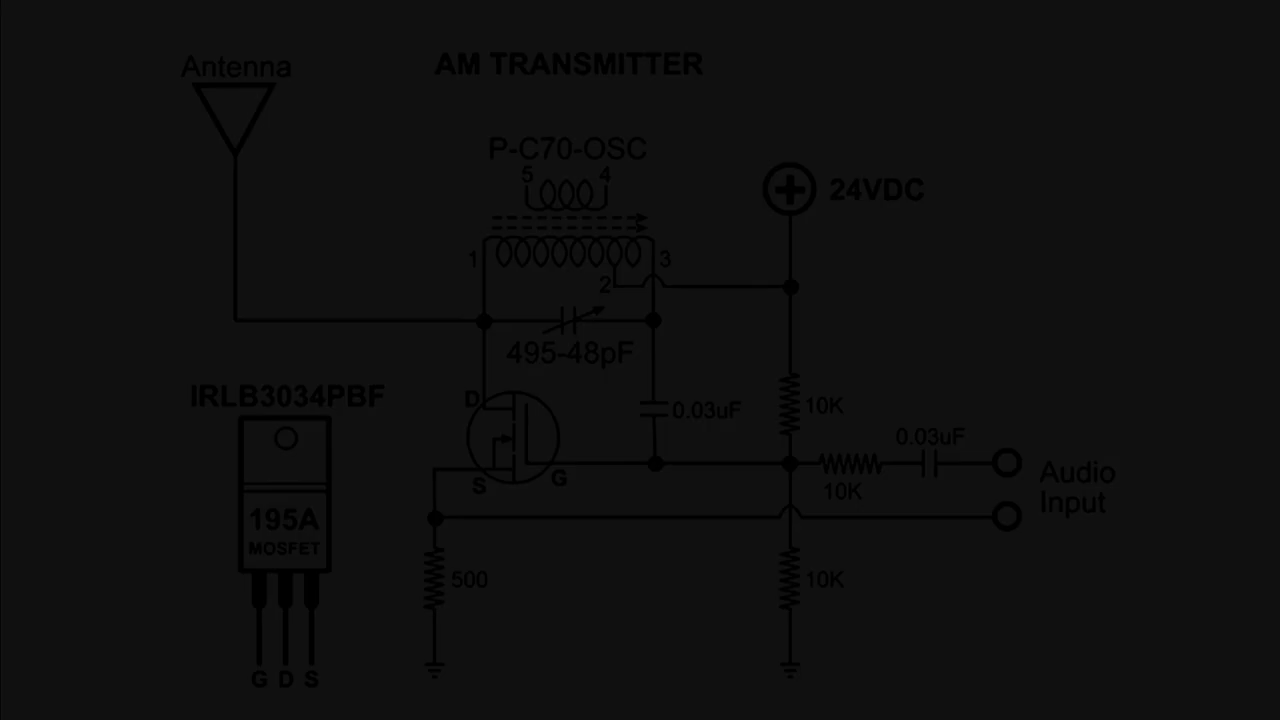 AM TRANSMITTER
Antenna
P-C70-OSC
5
4
24VDC
1
3
2
495-48pF
IRLB3034PBF
D
0.03uF
10K
0.03uF
S
G
10K
Audio
Input
195A
MOSFET
500
10K
G D S